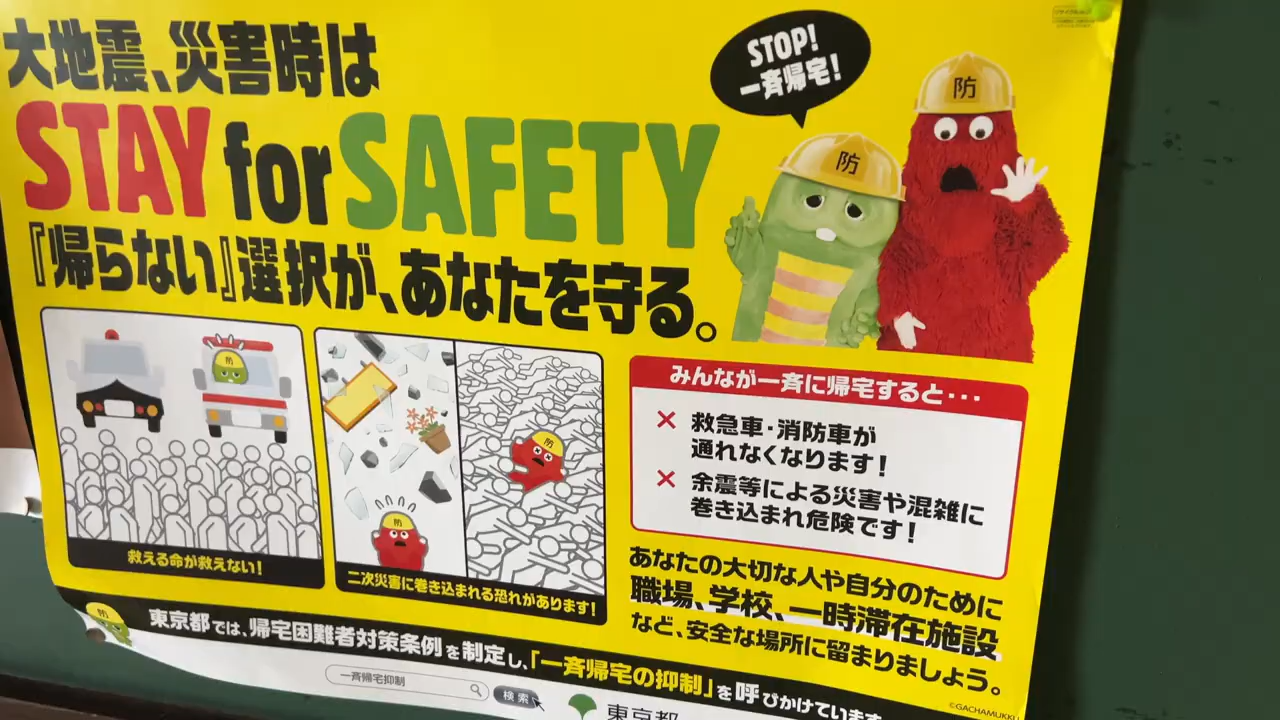 大地震、災害時は
STAY for SAFETY
『帰らない』選択が、あなたを守る。
STOP!
一斉帰宅!
防
防
防
救える命が救えない!
防
防
二次災害に巻き込まれる恐れがあります!
みんなが一斉に帰宅すると・・・
× 救急車・消防車が
通れなくなります!
× 余震等による災害や混雑に
巻き込まれ危険です!
あなたの大切な人や自分のために
職場、学校、一時滞在施設
など、安全な場所に留まりましょう。
©GACHAMUKKU
防
東京都では、帰宅困難者対策条例を制定し、「一斉帰宅の抑制」を呼びかけています
一斉帰宅抑制
検索
東京都